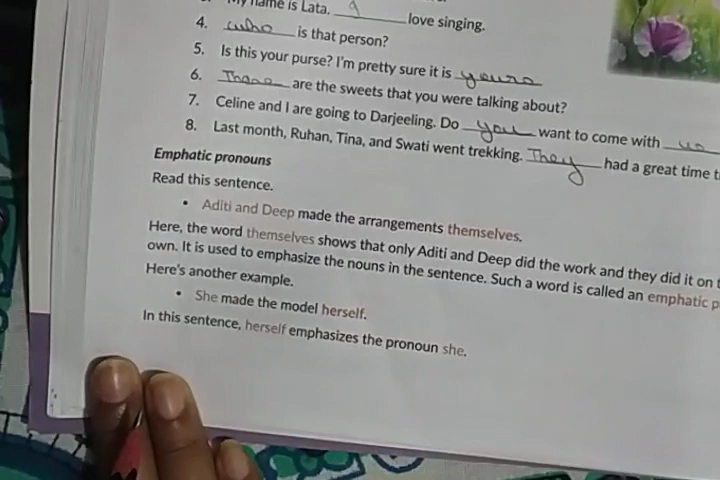 name is Lata. I love singing.
4. who is that person?
5. Is this your purse? I'm pretty sure it is yours
6. are the sweets that you were talking about?
7. Celine and I are going to Darjeeling. Do you want to come with us
8. Last month, Ruhan, Tina, and Swati went trekking. They had a great time
Emphatic pronouns
Read this sentence.
• Aditi and Deep made the arrangements themselves.
Here, the word themselves shows that only Aditi and Deep did the work and they did it on
own. It is used to emphasize the nouns in the sentence. Such a word is called an emphatic
Here's another example.
• She made the model herself.
In this sentence, herself emphasizes the pronoun she.